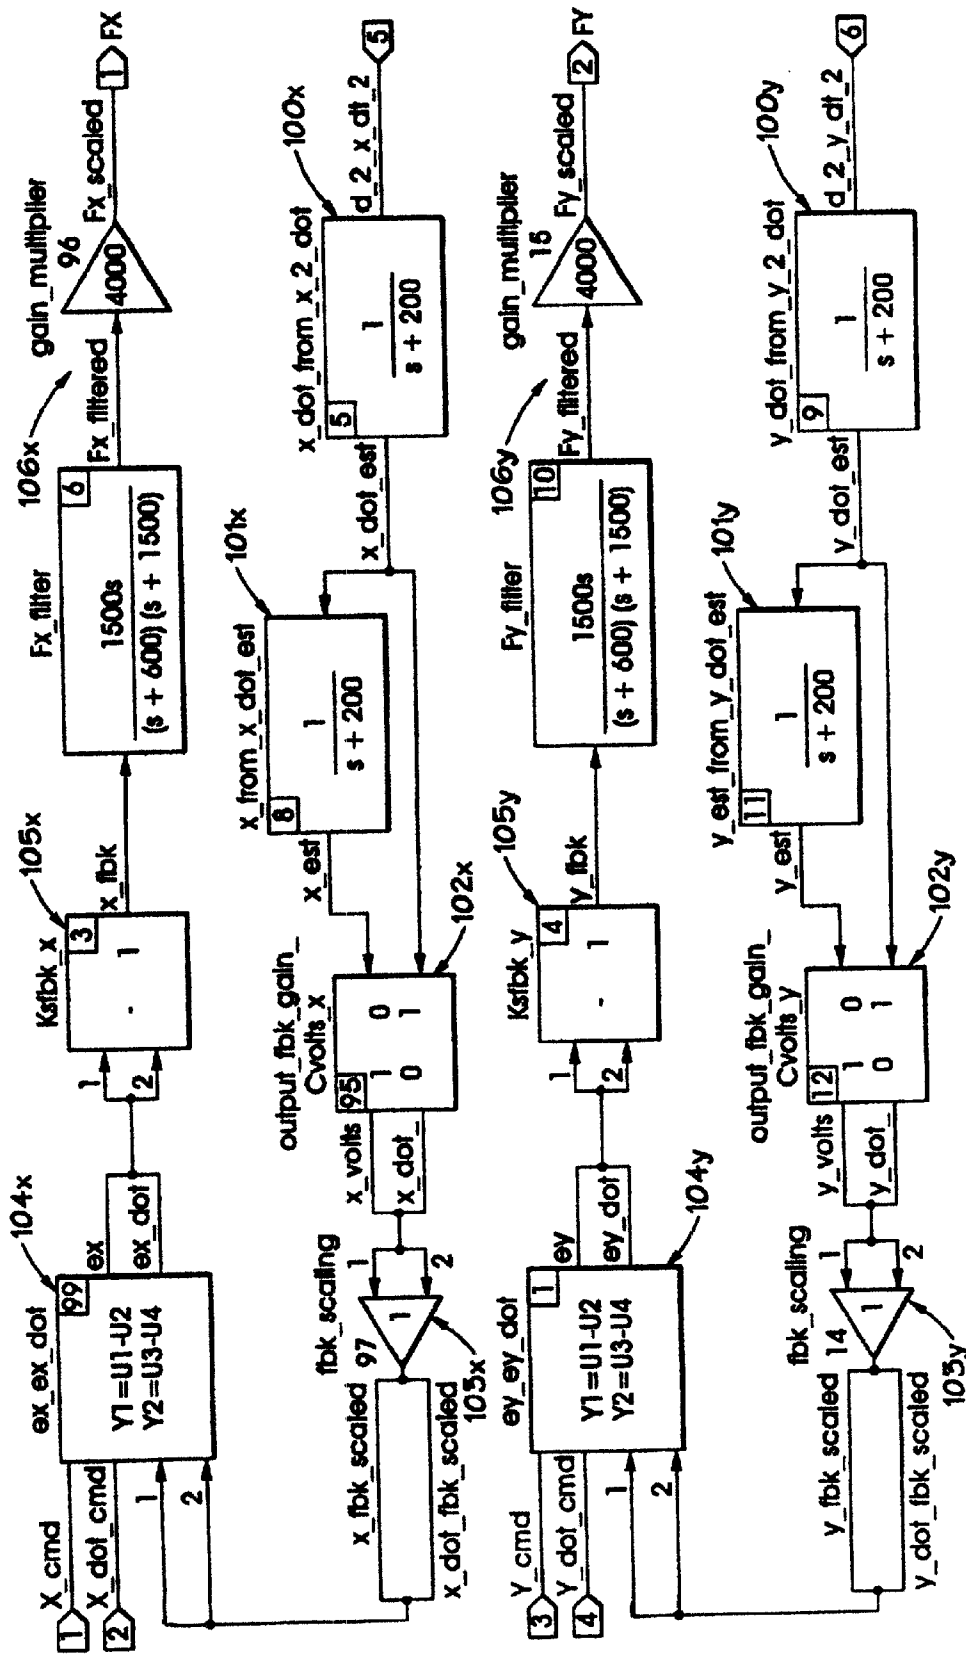 1
X_cmd
2
X_dot_cmd
1
2
ex_ex_dot
99
Y1=U1-U2
Y2=U3-U4
104x
ex
ex_dot
1
2
Ksfbk_x
3
- 1
105x
x_fbk
Fx_filter
6
1500s
(s + 600) (s + 1500)
106x
Fx_filtered
gain_multiplier
96
4000
Fx_scaled
1
FX
x_fbk_scaled
x_dot_fbk_scaled
fbk_scaling
97
1
103x
1
2
x_volts
x_dot_
output_fbk_gain_
Cvolts_x
95
1 0
0 1
102x
x_est
x_from_x_dot_est
8
1
s + 200
101x
x_dot_est
x_dot_from_x_2_dot
5
1
s + 200
100x
d_2_x_dt_2
5
3
Y_cmd
4
Y_dot_cmd
1
2
ey_ey_dot
1
Y1=U1-U2
Y2=U3-U4
104y
ey
ey_dot
1
2
Ksfbk_y
4
- 1
105y
y_fbk
Fy_filter
10
1500s
(s + 600) (s + 1500)
106y
Fy_filtered
gain_multiplier
15
4000
Fy_scaled
2
FY
y_fbk_scaled
y_dot_fbk_scaled
fbk_scaling
14
1
103y
1
2
y_volts
y_dot_
output_fbk_gain_
Cvolts_y
12
1 0
0 1
102y
y_est
y_est_from_y_dot_est
11
1
s + 200
101y
y_dot_est
y_dot_from_y_2_dot
9
1
s + 200
100y
d_2_y_dt_2
6